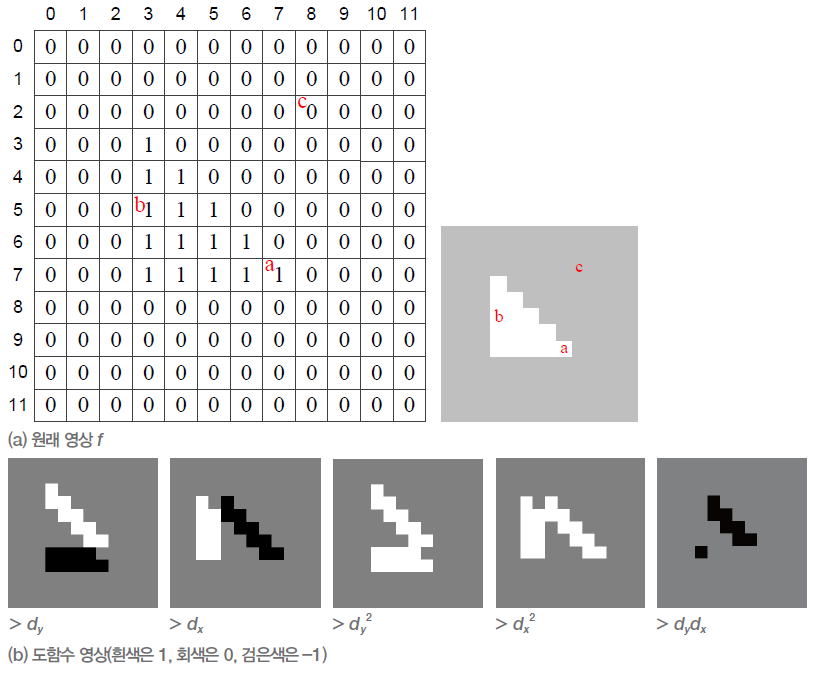 0 1 2 3 4 5 6 7 8 9 10 11
0 0 0 0 0 0 0 0 0 0 0 0 0
1 0 0 0 0 0 0 0 0 0 0 0 0
2 0 0 0 0 0 0 0 0 c0 0 0 0
3 0 0 0 1 0 0 0 0 0 0 0 0
4 0 0 0 1 1 0 0 0 0 0 0 0
5 0 0 0 b1 1 1 0 0 0 0 0 0
6 0 0 0 1 1 1 1 0 0 0 0 0
7 0 0 0 1 1 1 1 a1 0 0 0 0
8 0 0 0 0 0 0 0 0 0 0 0 0
9 0 0 0 0 0 0 0 0 0 0 0 0
10 0 0 0 0 0 0 0 0 0 0 0 0
11 0 0 0 0 0 0 0 0 0 0 0 0
c
b
a
(a) 원래 영상 f
> dy > dx > dy² > dx² > dydx
(b) 도함수 영상(흰색은 1, 회색은 0, 검은색은 –1)